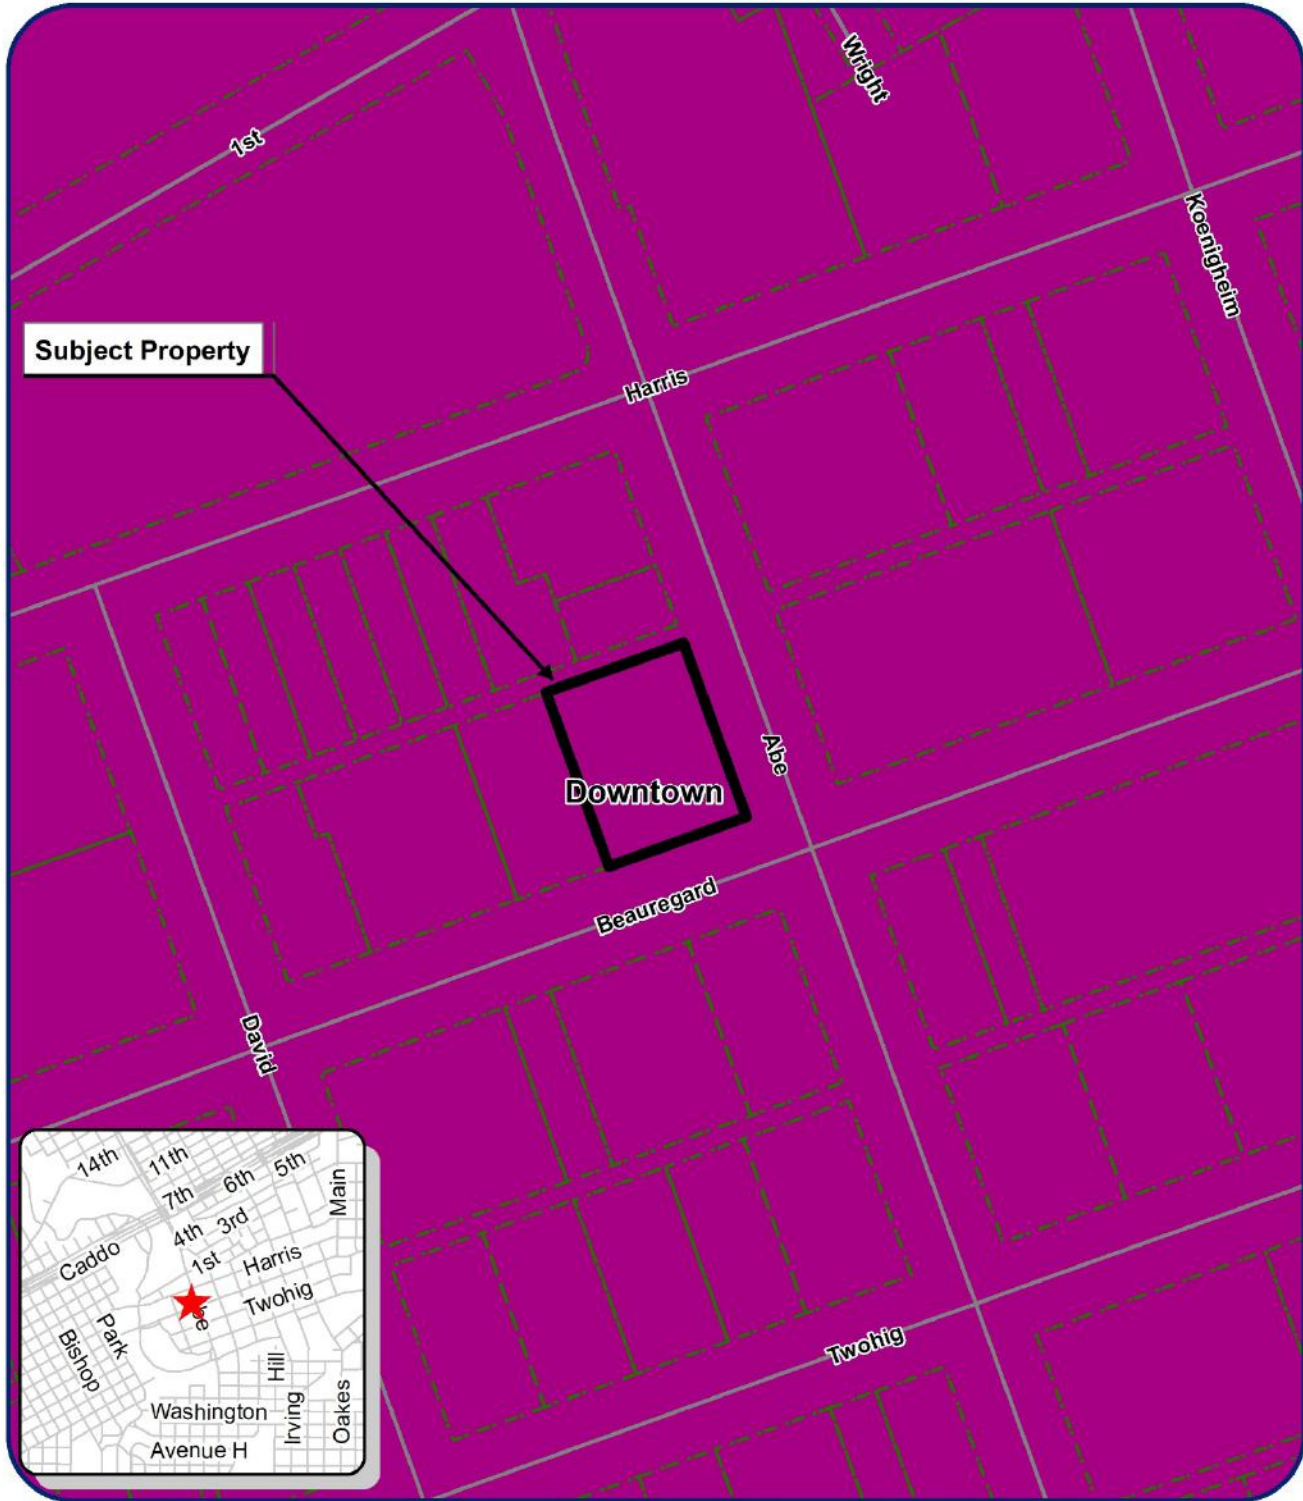 Wright
1st
Koenigheim
Subject Property
Harris
Abe
Downtown
Beauregard
David
Twohig
14th
11th
5th
7th
6th
Main
4th
3rd
Caddo
1st
Harris
Twohig
Park
Bishop
Hill
Washington
Irving
Oakes
Avenue H